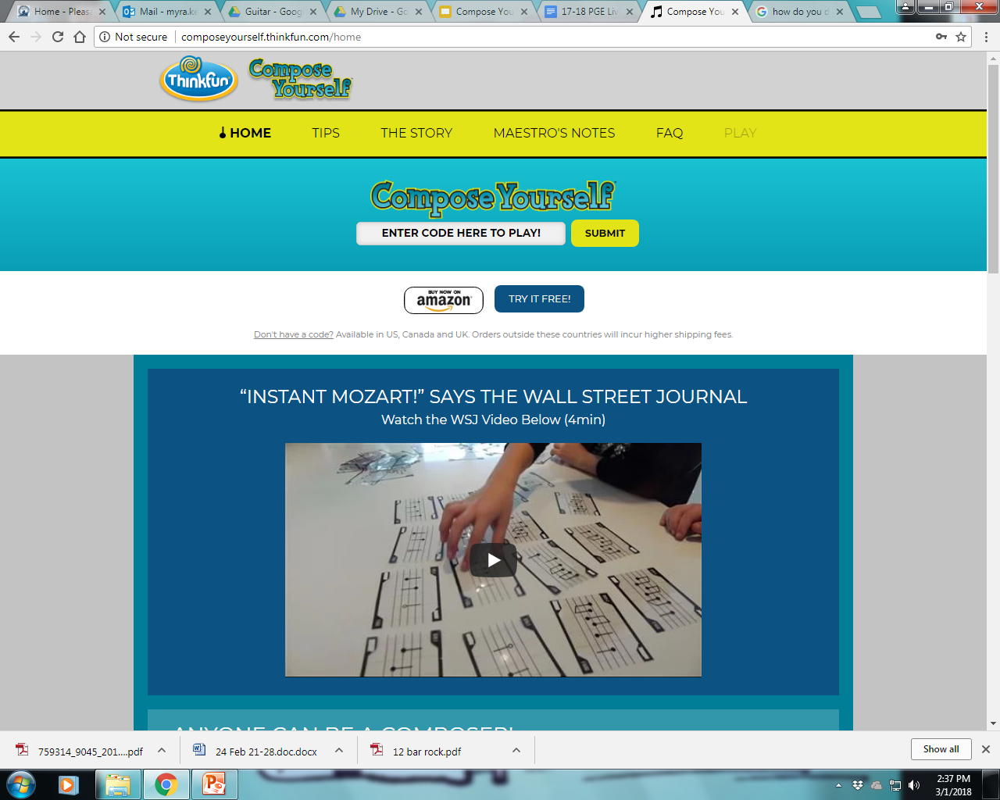 Home - Pleas
Mail - myra.ke
Guitar - Goog
My Drive - Go
Compose You
17-18 PGE Liv
Compose You
how do you d
Not secure
composeyourself.thinkfun.com/home
ThinkFun
Compose
Yourself
HOME
TIPS
THE STORY
MAESTRO'S NOTES
FAQ
PLAY
Compose Yourself
ENTER CODE HERE TO PLAY!
SUBMIT
BUY NOW ON
amazon
TRY IT FREE!
Don't have a code? Available in US, Canada and UK. Orders outside these countries will incur higher shipping fees.
“INSTANT MOZART!” SAYS THE WALL STREET JOURNAL
Watch the WSJ Video Below (4min)
ANYONE CAN BE A COMPOSER!
759314_9045_201....pdf
24 Feb 21-28.doc.docx
12 bar rock.pdf
Show all
2:37 PM
3/1/2018